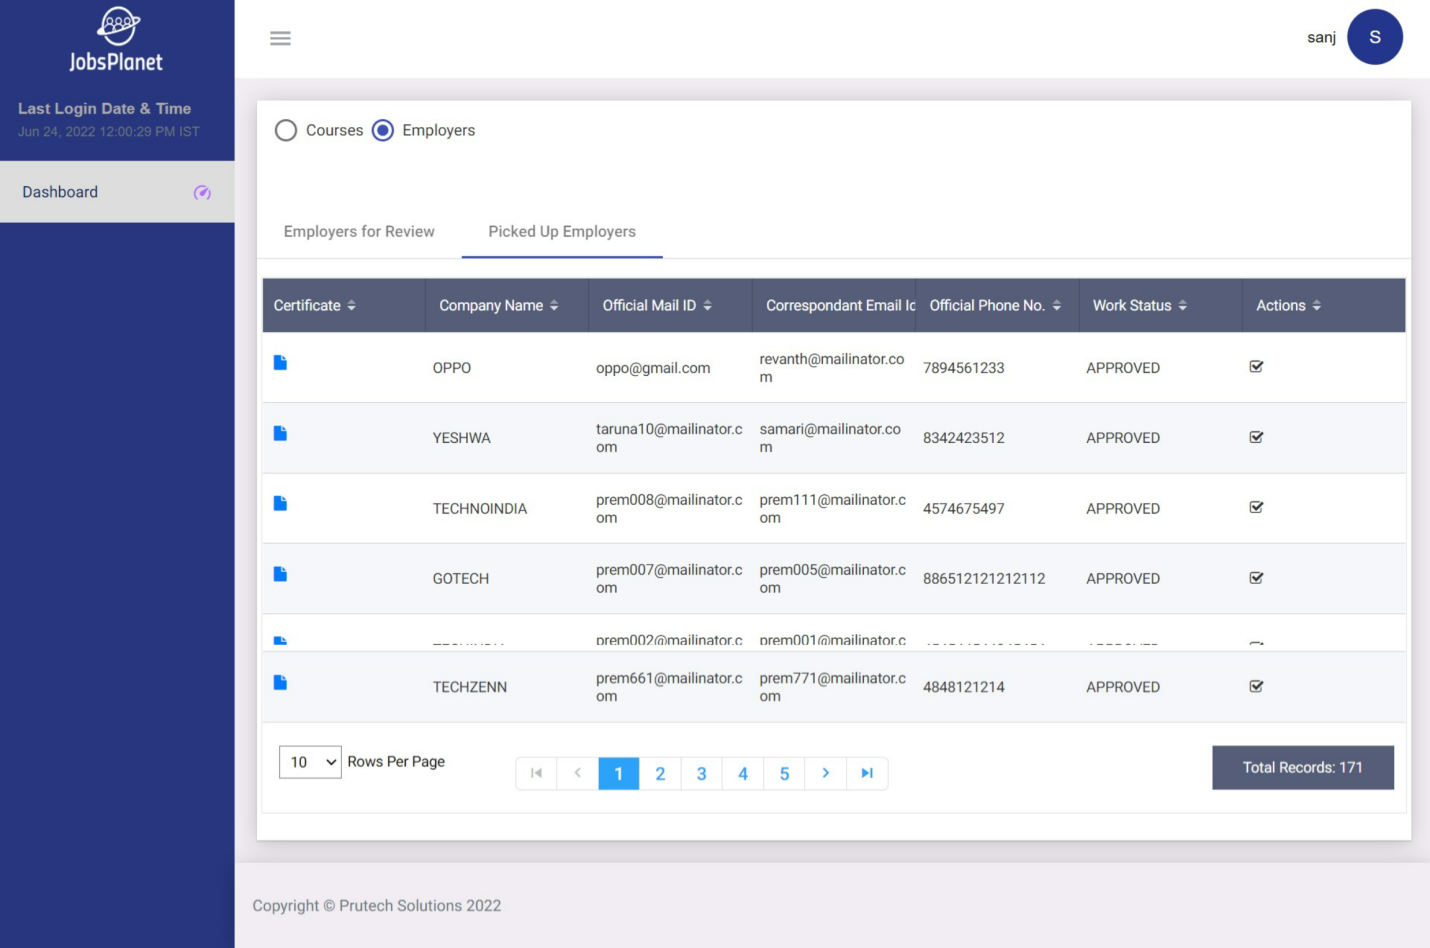 JobsPlanet
Last Login Date & Time
Jun 24, 2022 12:00:29 PM IST
Dashboard
sanj
S
Courses
Employers
Employers for Review
Picked Up Employers
Certificate
Company Name
Official Mail ID
Correspondant Email Id
Official Phone No.
Work Status
Actions
OPPO
oppo@gmail.com
revanth@mailinator.co
m
7894561233
APPROVED
YESHWA
taruna10@mailinator.c
om
samari@mailinator.co
m
8342423512
APPROVED
TECHNOINDIA
prem008@mailinator.c
om
prem111@mailinator.c
om
4574675497
APPROVED
GOTECH
prem007@mailinator.c
om
prem005@mailinator.c
om
886512121212112
APPROVED
prem002@mailinator.c
prem001@mailinator.c
TECHZENN
prem661@mailinator.c
om
prem771@mailinator.c
om
4848121214
APPROVED
10
Rows Per Page
1
2
3
4
5
Total Records: 171
Copyright © Prutech Solutions 2022